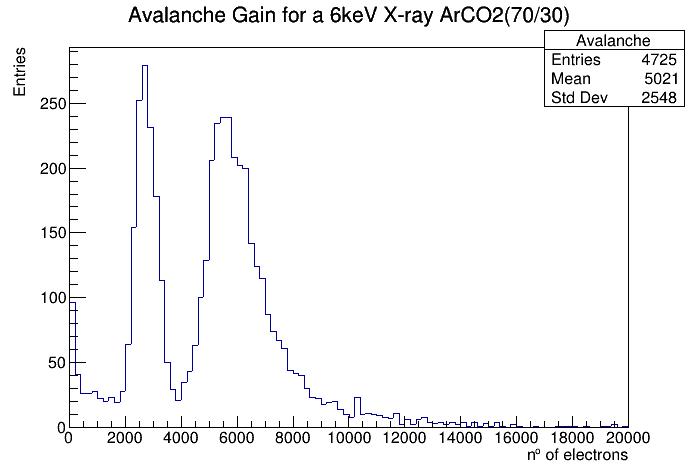 Avalanche Gain for a 6keV X-ray ArCO2(70/30)
Avalanche
Entries 4725
Mean 5021
Std Dev 2548
Entries
250
200
150
100
50
0
0 2000 4000 6000 8000 10000 12000 14000 16000 18000 20000
nº of electrons